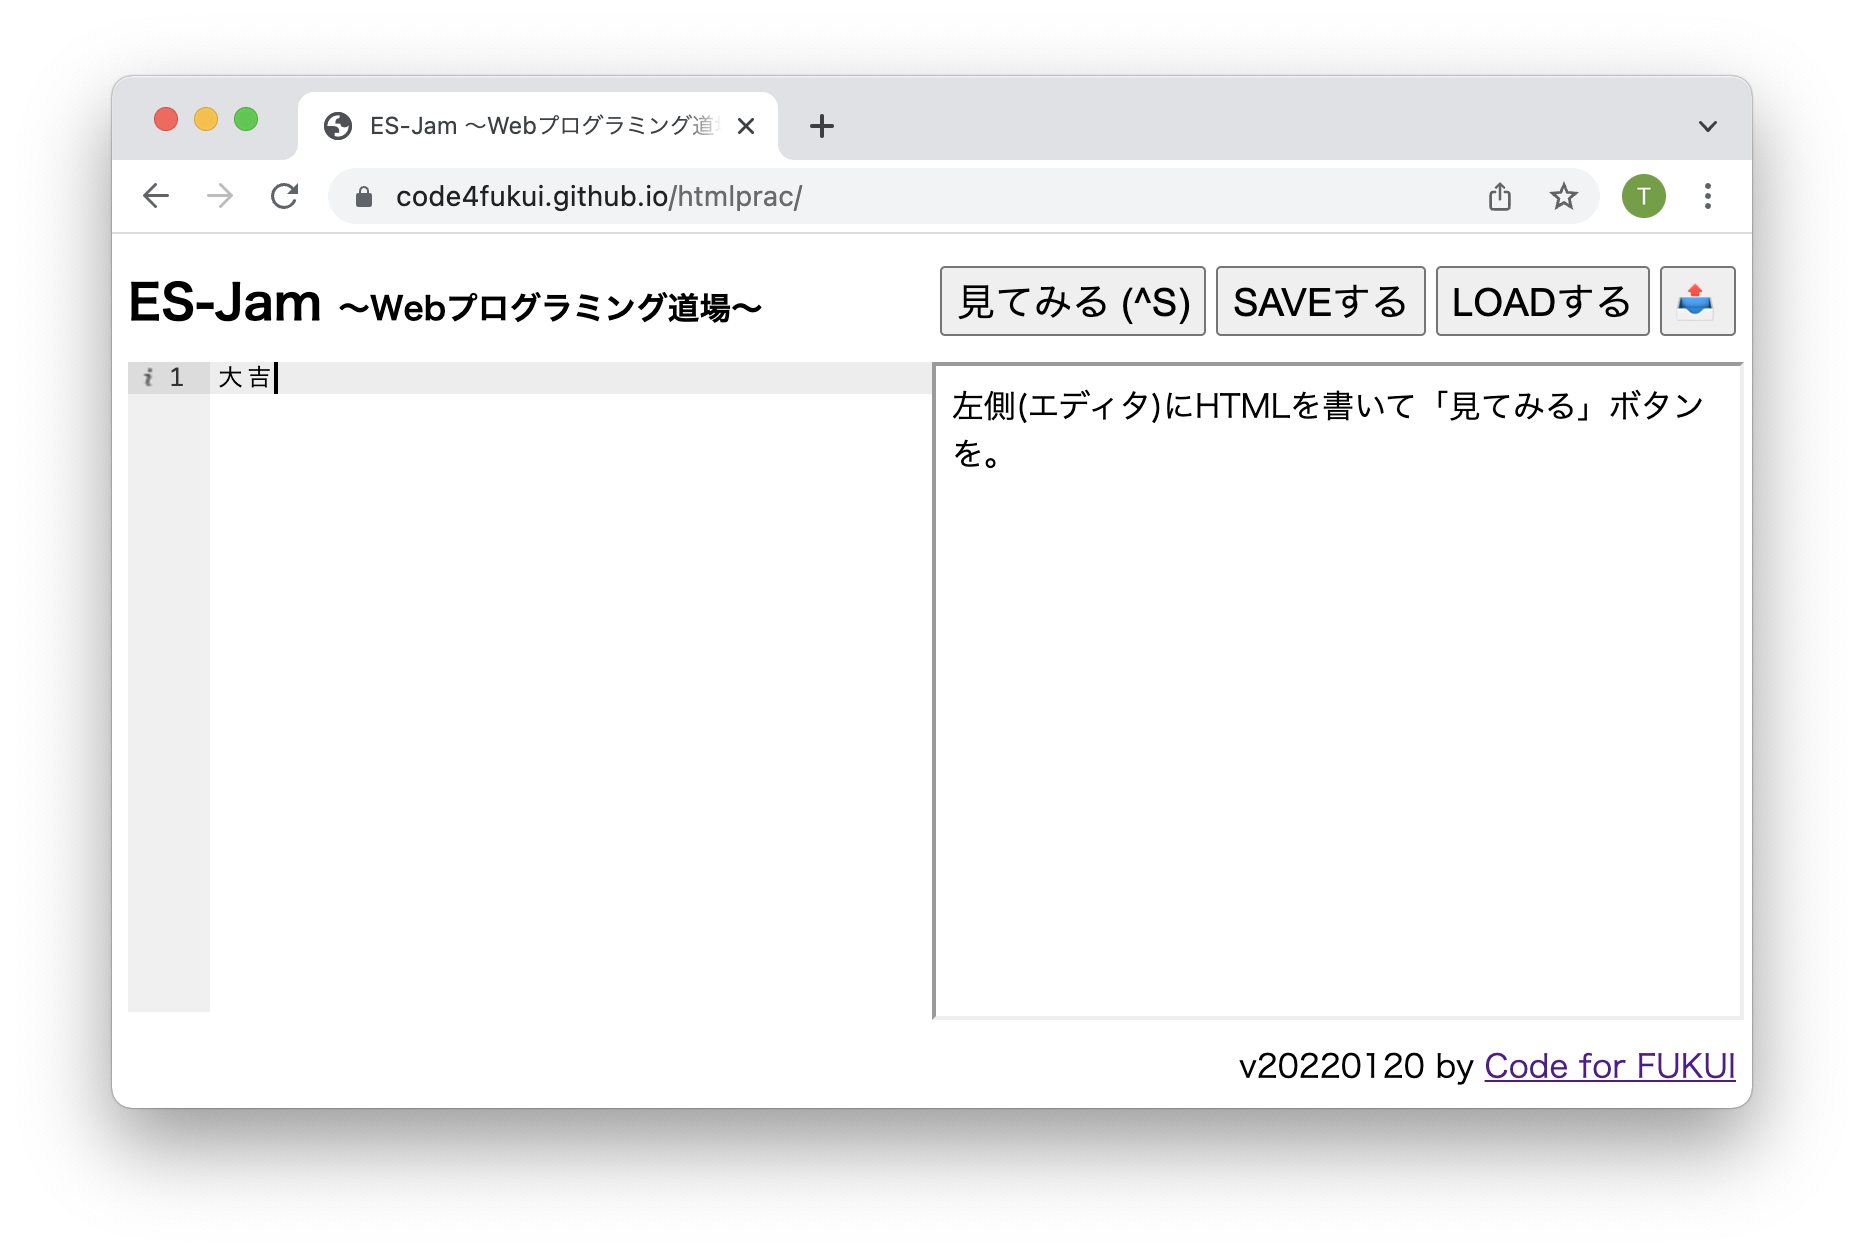 ES-Jam 〜Webプログラミング道
code4fukui.github.io/htmlprac/
T
ES-Jam 〜Webプログラミング道場〜
見てみる (^S)
SAVEする
LOADする
i 1 大吉
左側(エディタ)にHTMLを書いて「見てみる」ボタン
を。
v20220120 by Code for FUKUI